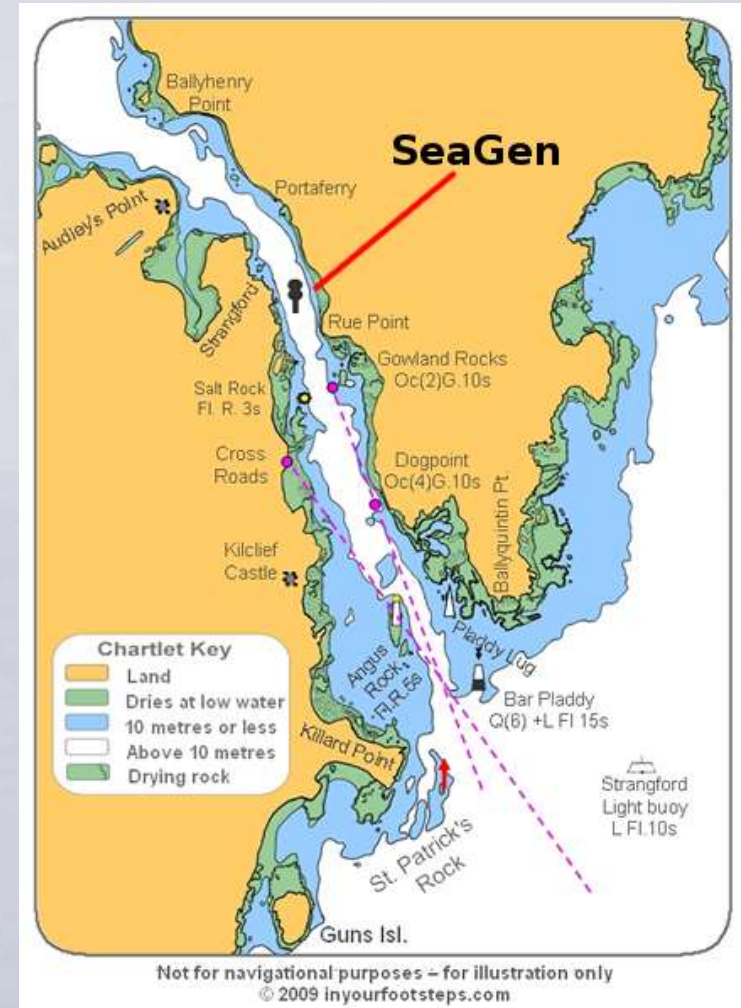 Ballyhenry
Point
SeaGen
Portaferry
Audley's Point
Strangford
Rue Point
Gowland Rocks
Oc(2)G.10s
Salt Rock
Fl. R. 3s
Cross
Roads
Dogpoint
Oc(4)G.10s
Ballyquintin Pt.
Kilclief
Castle
Pladdy Lug
Angus
Rock
Fl.R.5s
Bar Pladdy
Q(6) +L Fl 15s
Chartlet Key
Land
Dries at low water
10 metres or less
Above 10 metres
Drying rock
Killard Point
Strangford
Light buoy
L Fl.10s
St. Patrick's
Rock
Guns Isl.
Not for navigational purposes – for illustration only
© 2009 inyourfootsteps.com